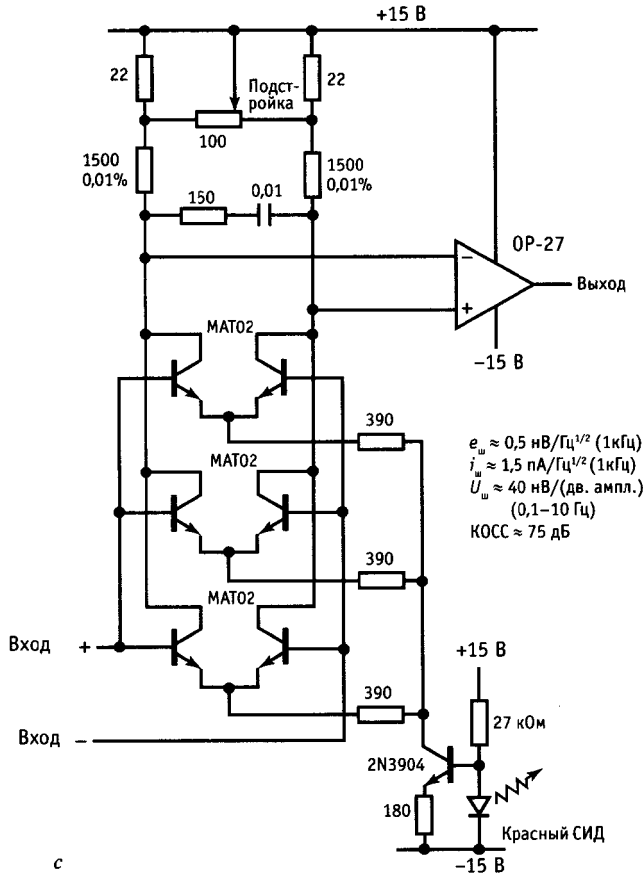 +15 В
22
22
Подст-
ройка
100
1500
0,01%
1500
0,01%
150
0,01
OP-27
−
+
Выход
−15 В
MAT02
390
eш ≈ 0,5 нВ/Гц1/2 (1кГц)
iш ≈ 1,5 пА/Гц1/2 (1кГц)
Uш ≈ 40 нВ/(дв. ампл.)
(0,1–10 Гц)
КОСС ≈ 75 дБ
MAT02
390
MAT02
Вход +
+15 В
390
27 кОм
Вход −
2N3904
180
Красный СИД
−15 В
с